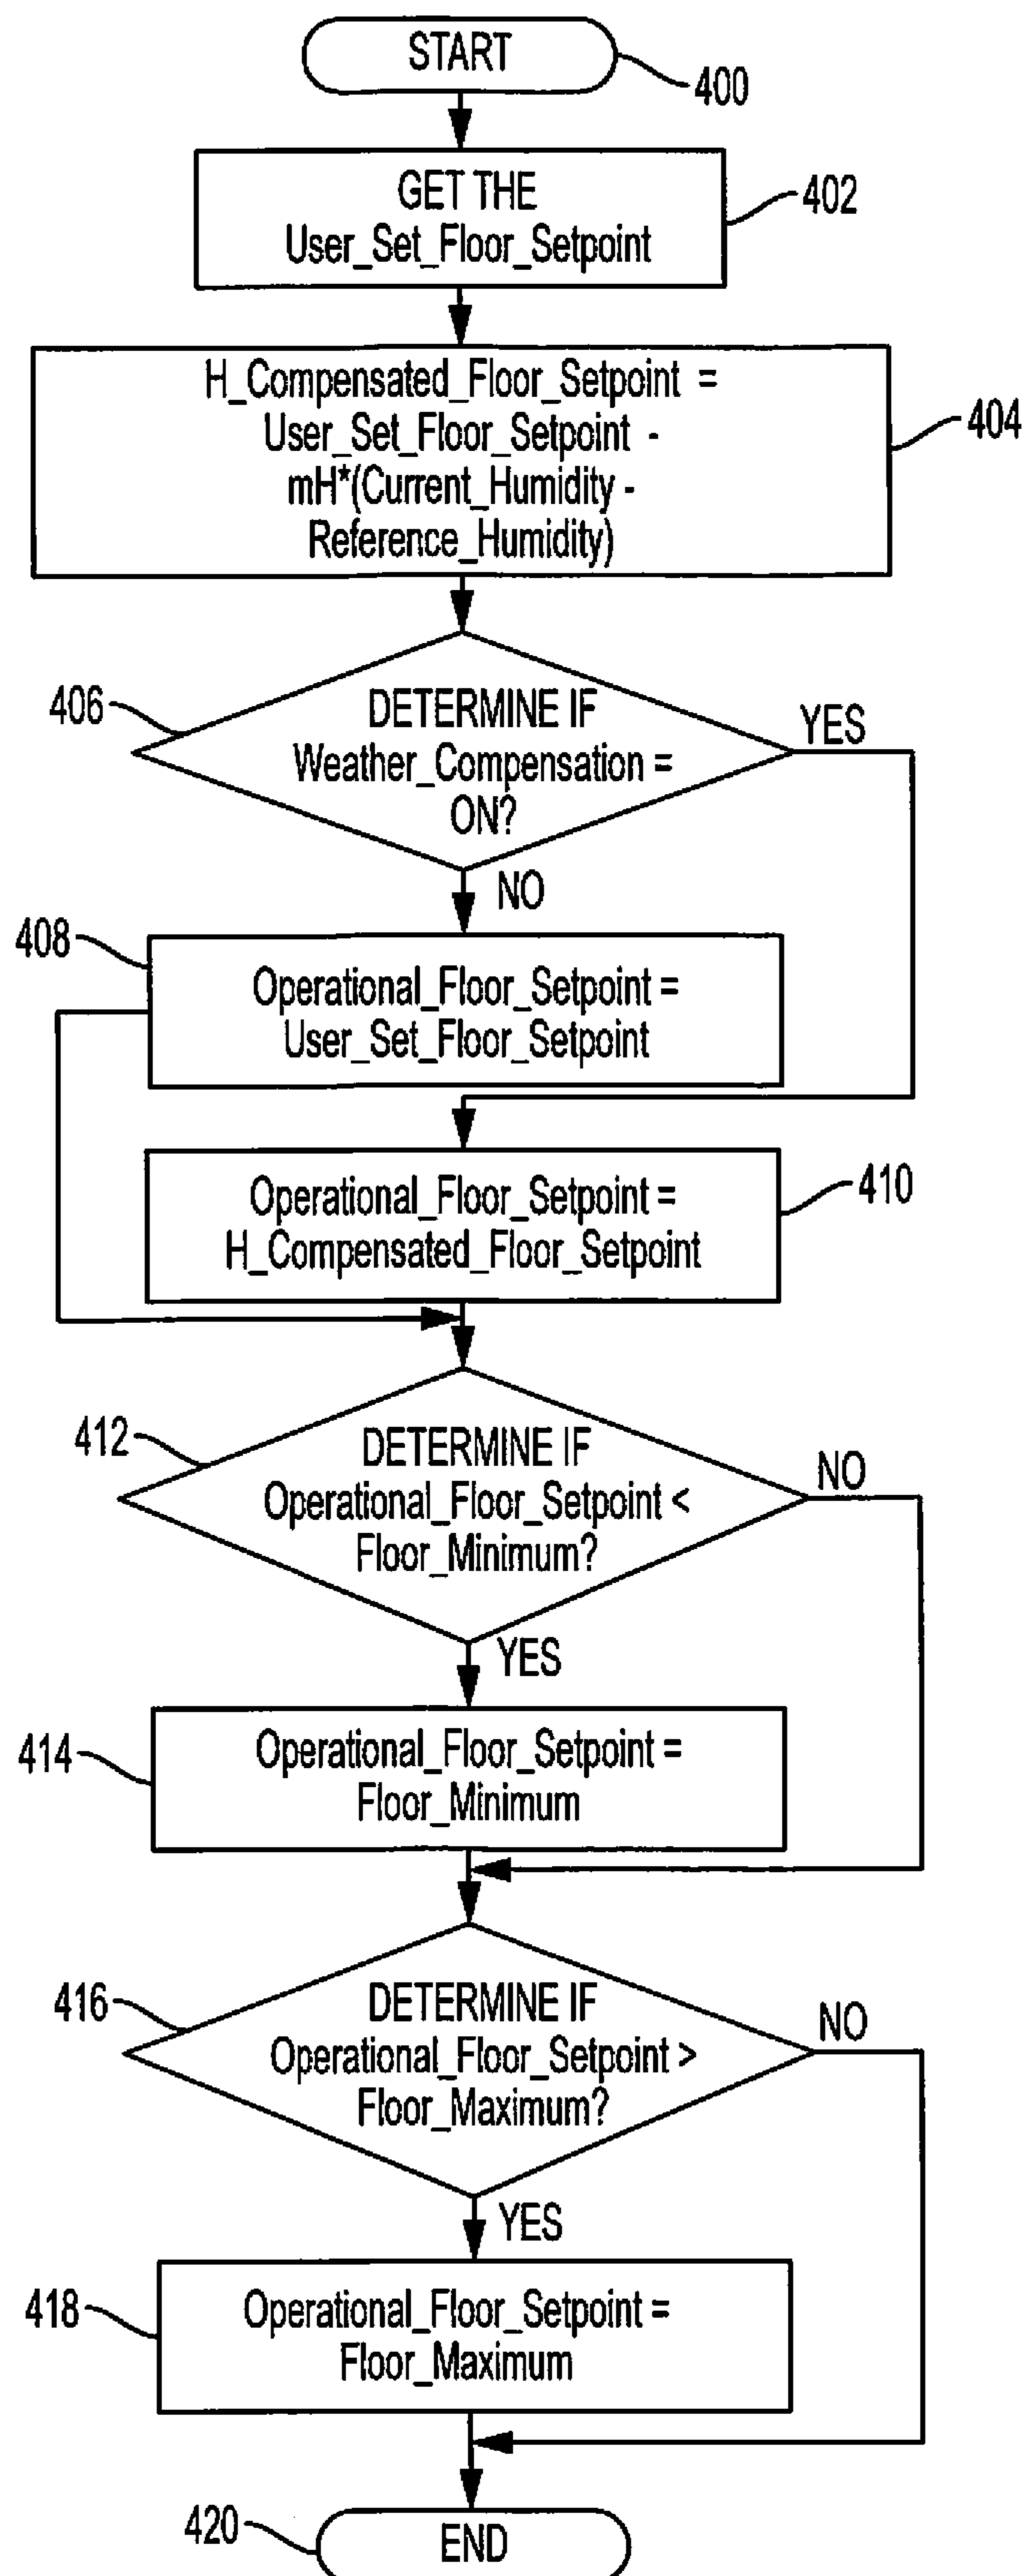 START
400
GET THE
User_Set_Floor_Setpoint
402
H_Compensated_Floor_Setpoint =
User_Set_Floor_Setpoint -
mH*(Current_Humidity -
Reference_Humidity)
404
406
DETERMINE IF
Weather_Compensation =
ON?
YES
NO
408
Operational_Floor_Setpoint =
User_Set_Floor_Setpoint
Operational_Floor_Setpoint =
H_Compensated_Floor_Setpoint
410
412
DETERMINE IF
Operational_Floor_Setpoint <
Floor_Minimum?
NO
YES
414
Operational_Floor_Setpoint =
Floor_Minimum
416
DETERMINE IF
Operational_Floor_Setpoint >
Floor_Maximum?
NO
YES
418
Operational_Floor_Setpoint =
Floor_Maximum
420
END